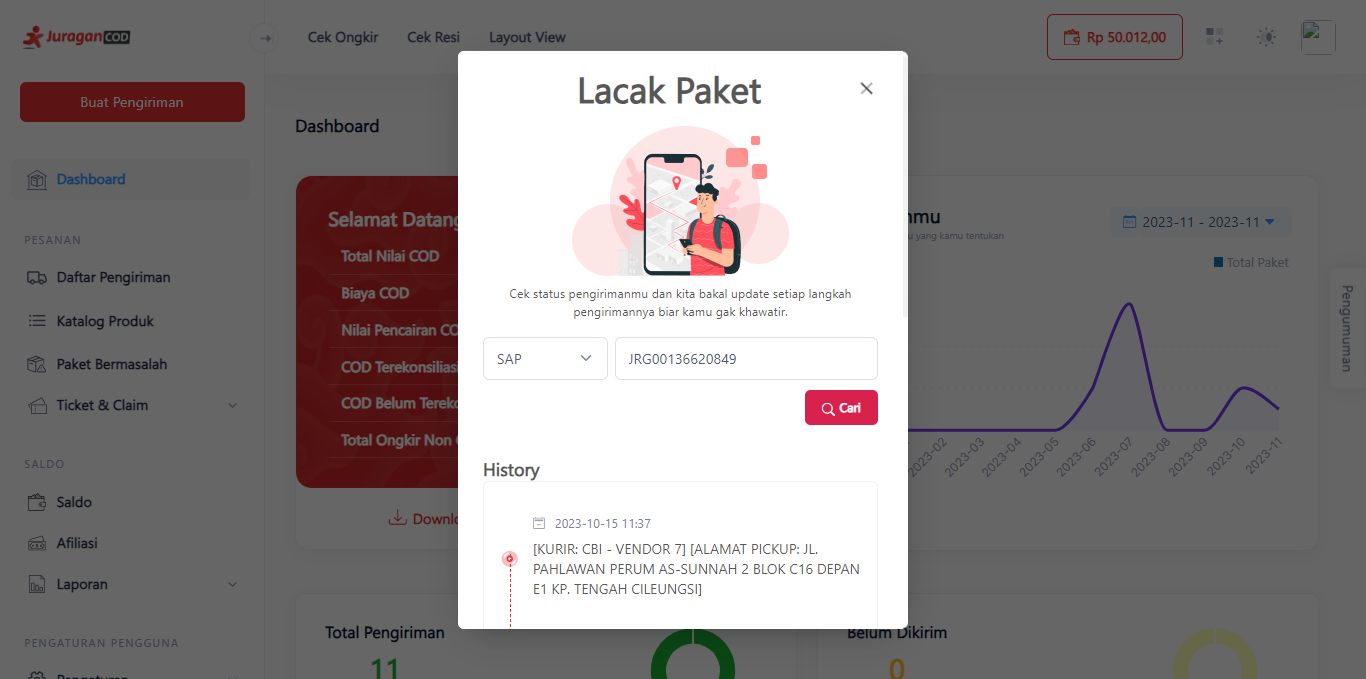 JuraganCOD
Cek Ongkir
Cek Resi
Layout View
Rp 50.012,00
Buat Pengiriman
Dashboard
PESANAN
Daftar Pengiriman
Katalog Produk
Paket Bermasalah
Ticket & Claim
SALDO
Saldo
Afiliasi
Laporan
PENGATURAN PENGGUNA
Pengaturan
Dashboard
Selamat Datang
Total Nilai COD
Biaya COD
Nilai Pencairan CO
COD Terekonsiliasi
COD Belum Tereko
Total Ongkir Non
Downlo
Lacak Paket
Cek status pengirimanmu dan kita bakal update setiap langkah
pengirimannya biar kamu gak khawatir.
SAP
JRG00136620849
Cari
History
2023-10-15 11:37
[KURIR: CBI - VENDOR 7] [ALAMAT PICKUP: JL.
PAHLAWAN PERUM AS-SUNNAH 2 BLOK C16 DEPAN
E1 KP. TENGAH CILEUNGSI]
nmu
yang kamu tentukan
2023-11 - 2023-11
Total Paket
2023-02
2023-03
2023-04
2023-05
2023-06
2023-07
2023-08
2023-09
2023-10
2023-11
Pengumuman
Total Pengiriman
11
Belum Dikirim
0